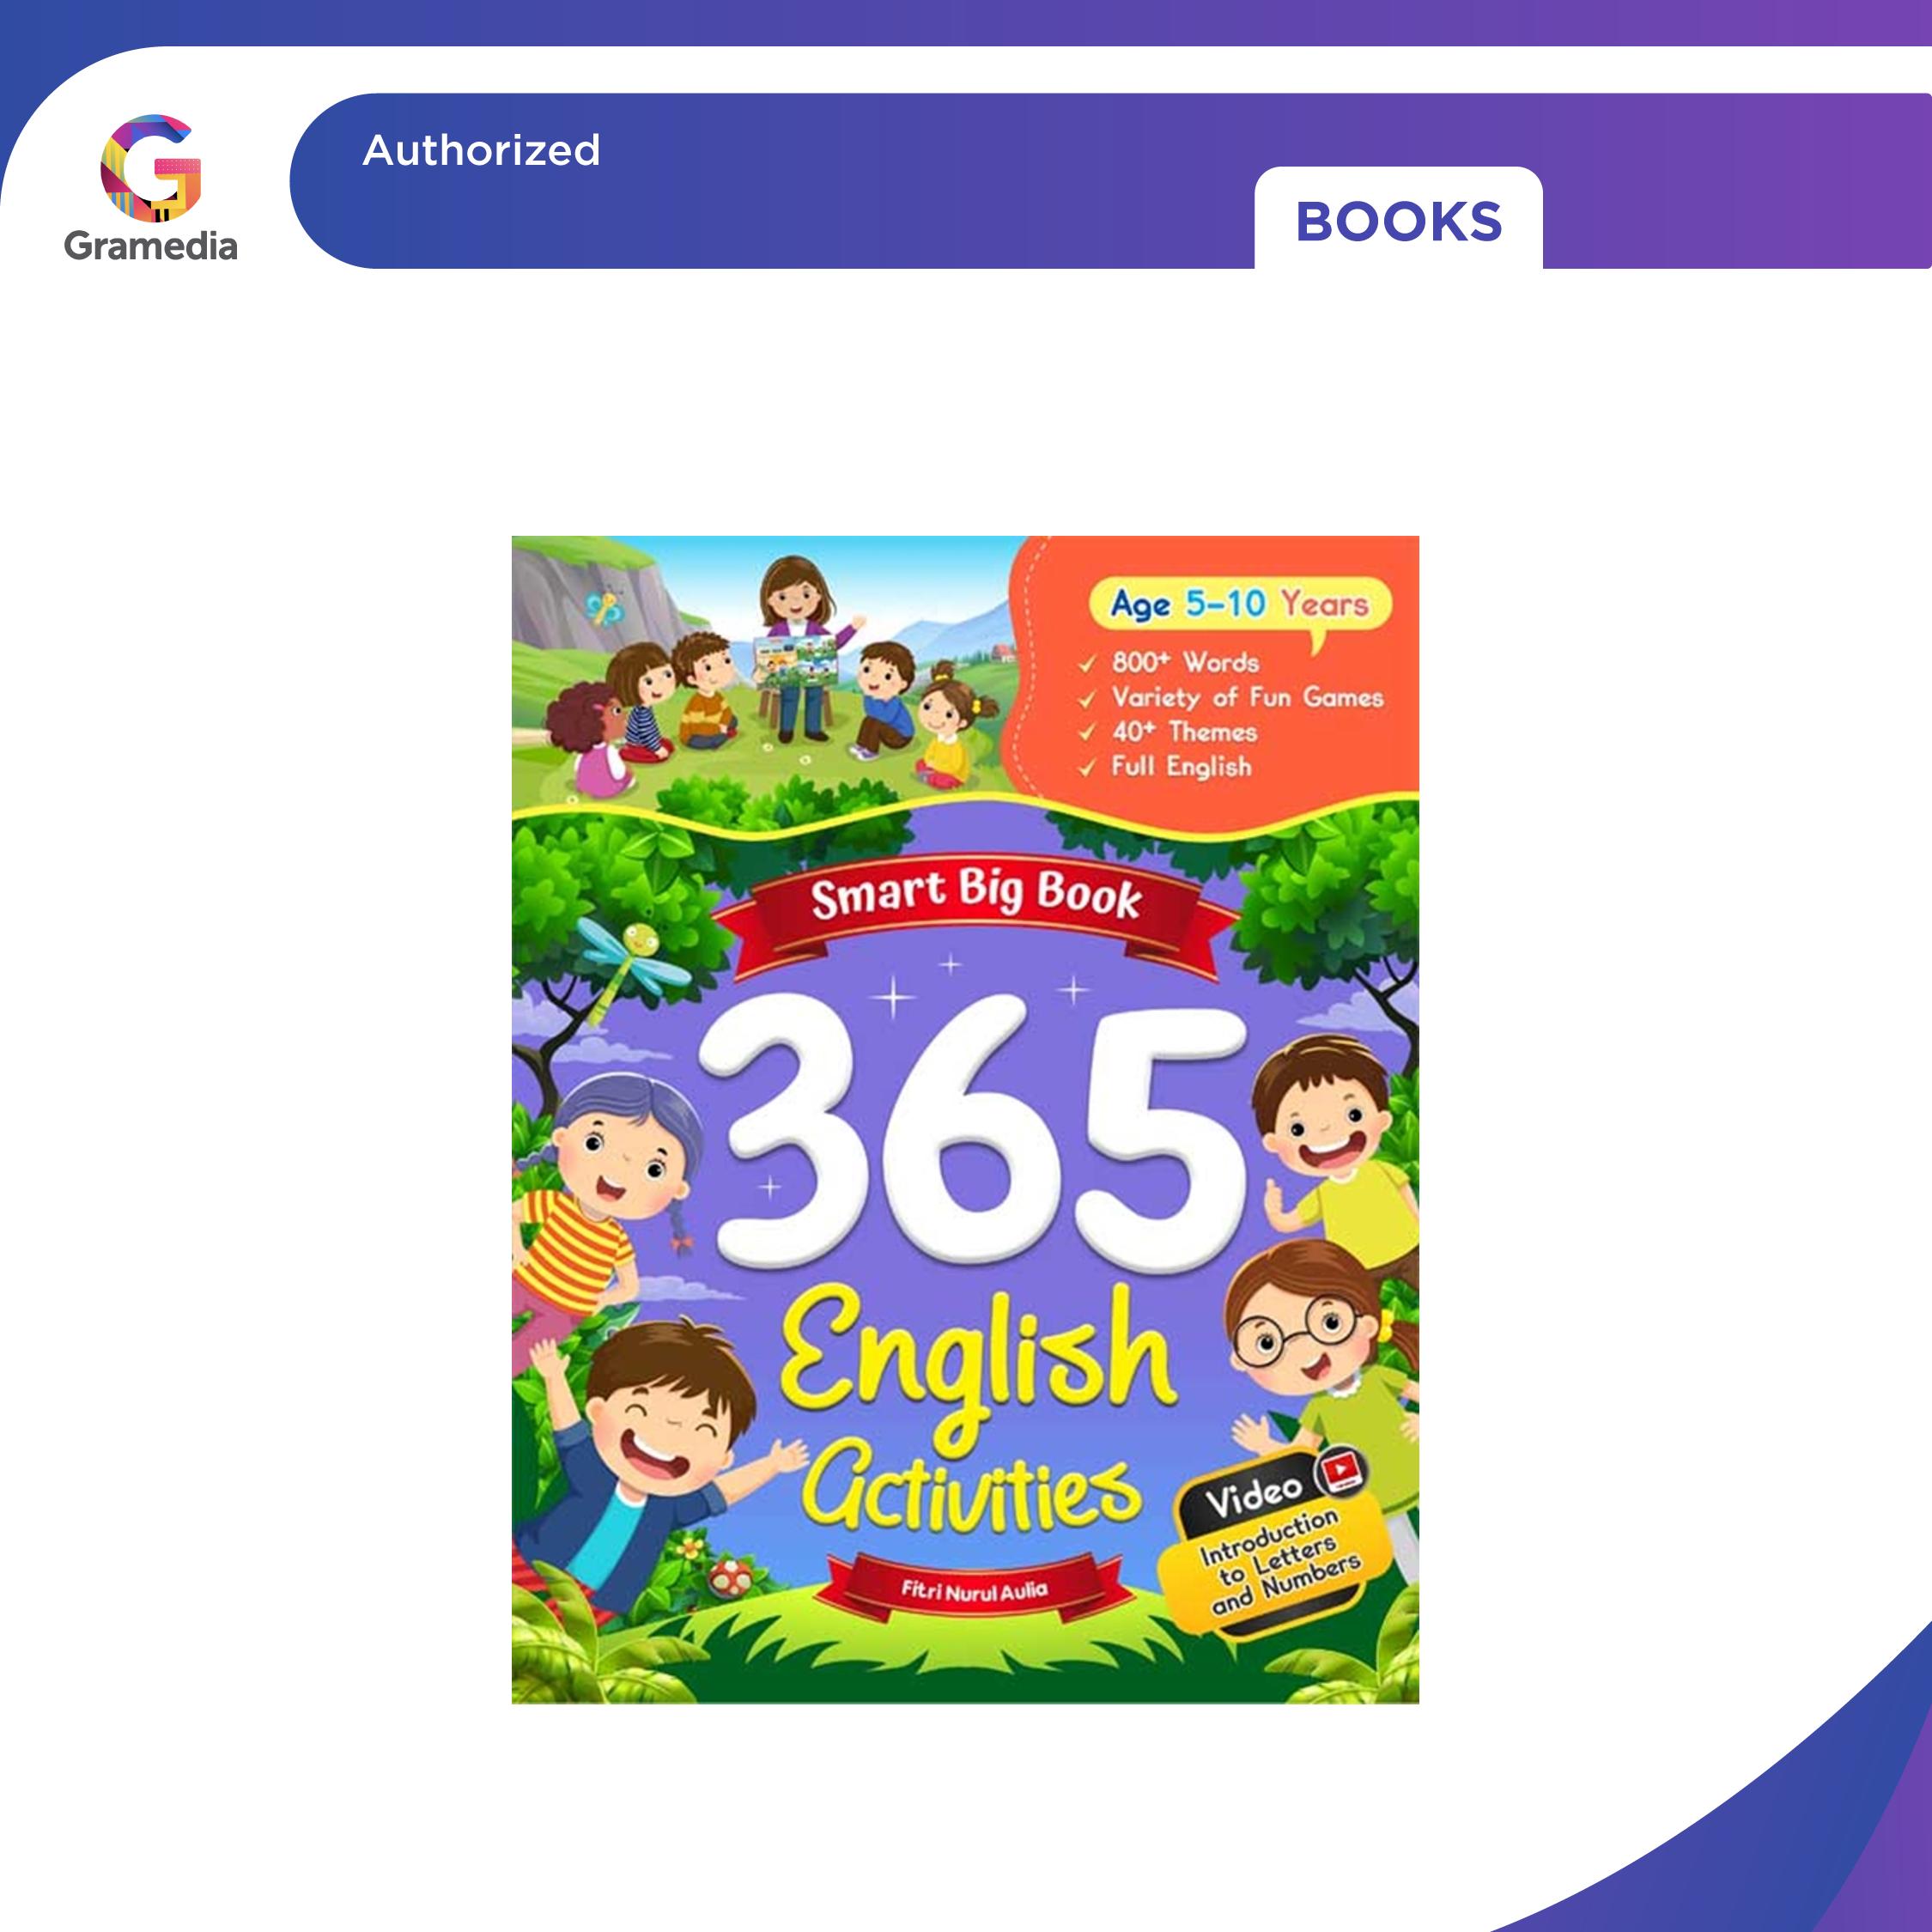 Gramedia
Authorized
BOOKS
Age 5-10 Years
✓ 800+ Words
✓ Variety of Fun Games
✓ 40+ Themes
✓ Full English
Smart Big Book
365
English
Activities
Video
Introduction
to Letters
and Numbers
Fitri Nurul Aulia